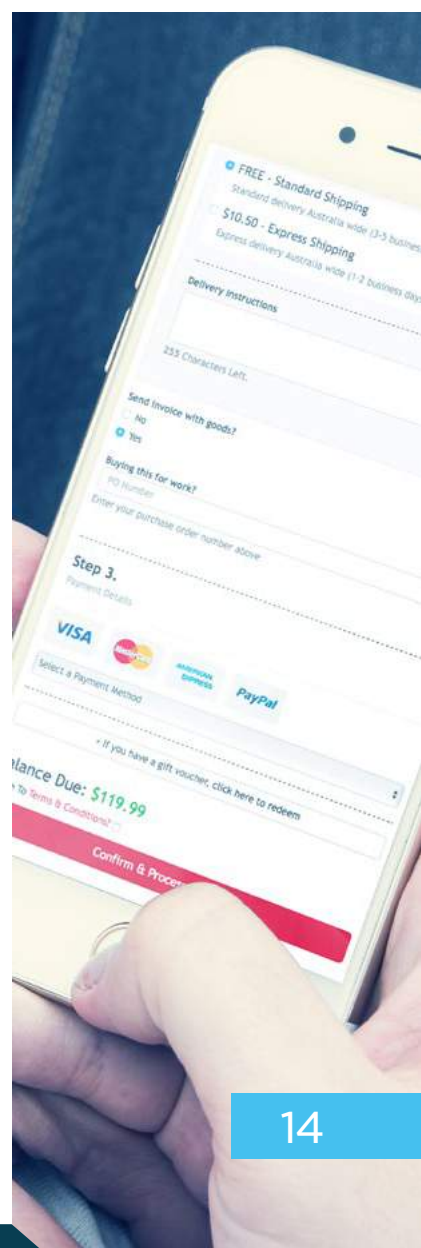 FREE - Standard Shipping
Standard delivery Australia wide (3-5 business
$10.50 - Express Shipping
Express delivery Australia wide (1-2 business days
Delivery Instructions
255 Characters Left.
Send invoice with goods?
No
Yes
Buying this for work?
PO Number
Enter your purchase order number above
Step 3.
Payment Details
VISA
MasterCard
AMERICAN
EXPRESS
PayPal
Select a Payment Method
If you have a gift voucher, click here to redeem
alance Due: $119.99
To Terms & Conditions?
Confirm & Proce
14